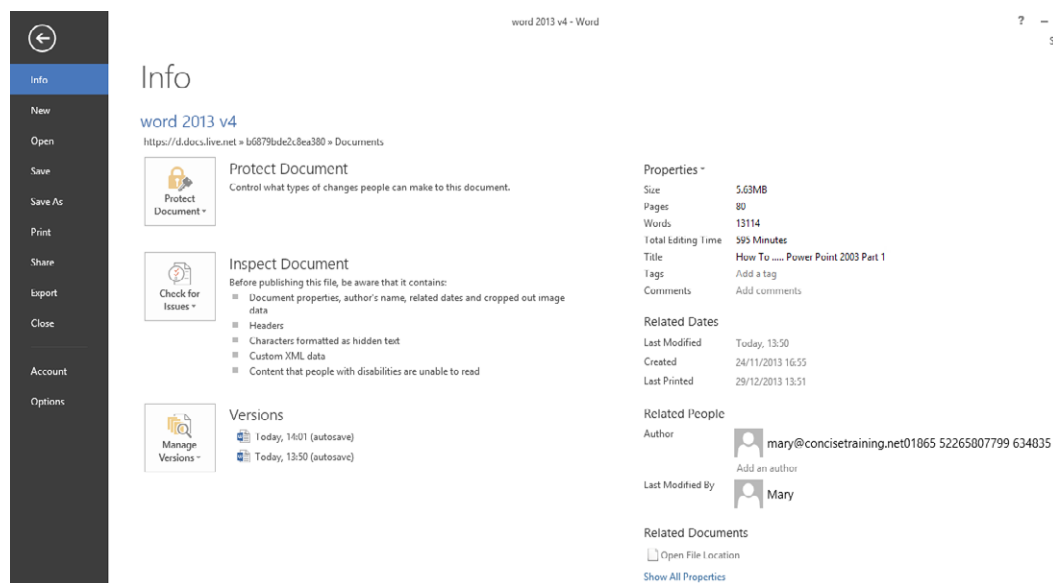 word 2013 v4 - Word
?
S
Info
New
Open
Save
Save As
Print
Share
Export
Close
Account
Options
Info
word 2013 v4
https://d.docs.live.net » b6879bde2c8ea380 » Documents
Protect Document
Protect Document
Control what types of changes people can make to this document.
Check for Issues
Inspect Document
Before publishing this file, be aware that it contains:
Document properties, author's name, related dates and cropped out image
data
Headers
Characters formatted as hidden text
Custom XML data
Content that people with disabilities are unable to read
Manage Versions
Versions
Today, 14:01 (autosave)
Today, 13:50 (autosave)
Properties
Size 5.63MB
Pages 80
Words 13114
Total Editing Time 595 Minutes
Title How To ..... Power Point 2003 Part 1
Tags Add a tag
Comments Add comments
Related Dates
Last Modified Today, 13:50
Created 24/11/2013 16:55
Last Printed 29/12/2013 13:51
Related People
Author mary@concisetraining.net01865 52265807799 634835
Add an author
Last Modified By Mary
Related Documents
Open File Location
Show All Properties